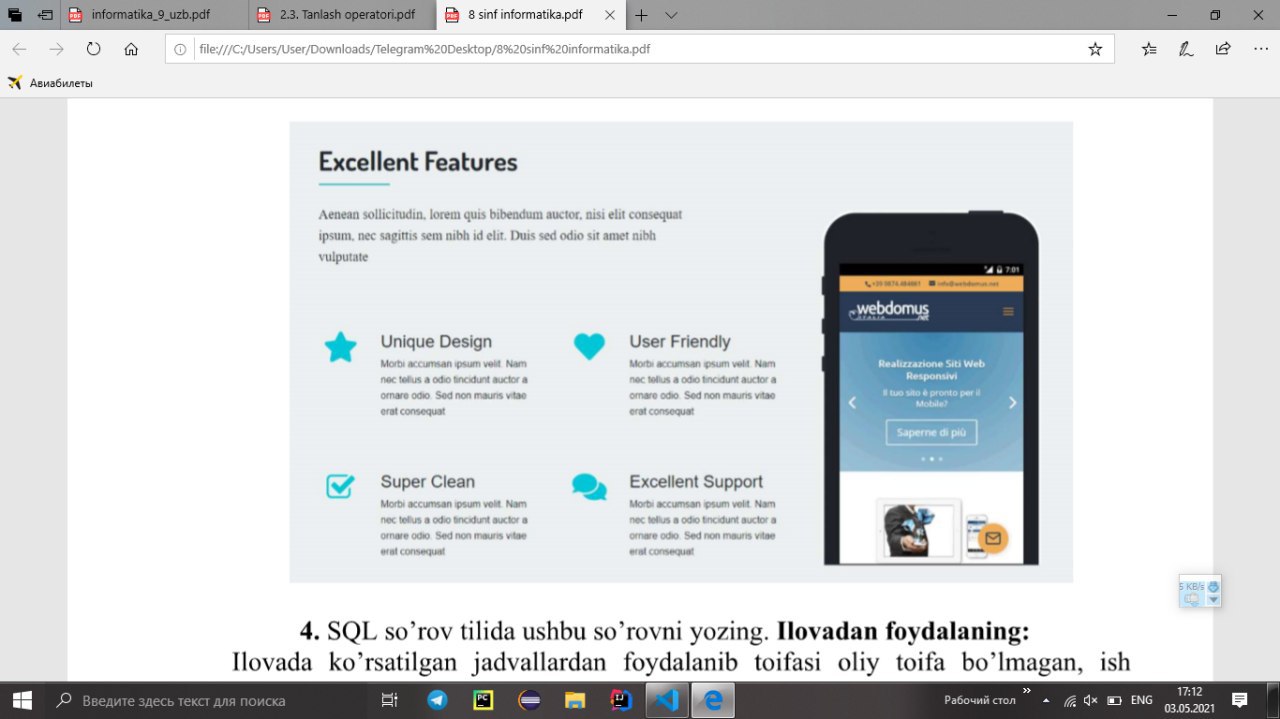 informatika_9_uzb.pdf
2.3. Tanlash operatori.pdf
8 sinf informatika.pdf
file:///C:/Users/User/Downloads/Telegram%20Desktop/8%20sinf%20informatika.pdf
Авиабилеты
Excellent Features
Aenean sollicitudin, lorem quis bibendum auctor, nisi elit consequat
ipsum, nec sagittis sem nibh id elit. Duis sed odio sit amet nibh
vulputate
Unique Design
Morbi accumsan ipsum velit. Nam
nec tellus a odio tincidunt auctor a
ornare odio. Sed non mauris vitae
erat consequat
User Friendly
Morbi accumsan ipsum velit. Nam
nec tellus a odio tincidunt auctor a
ornare odio. Sed non mauris vitae
erat consequat
Super Clean
Morbi accumsan ipsum velit. Nam
nec tellus a odio tincidunt auctor a
ornare odio. Sed non mauris vitae
erat consequat
Excellent Support
Morbi accumsan ipsum velit. Nam
nec tellus a odio tincidunt auctor a
ornare odio. Sed non mauris vitae
erat consequat
7:01
info@webdomus.net
webdomus
ITALIA .net
Realizzazione Siti Web
Responsivi
Il tuo sito è pronto per il
Mobile?
Saperne di più
5 KB/s
4. SQL so’rov tilida ushbu so’rovni yozing. Ilovadan foydalaning:
Ilovada ko’rsatilgan jadvallardan foydalanib toifasi oliy toifa bo’lmagan, ish
Введите здесь текст для поиска
PC
IJ
Рабочий стол
ENG
17:12
03.05.2021